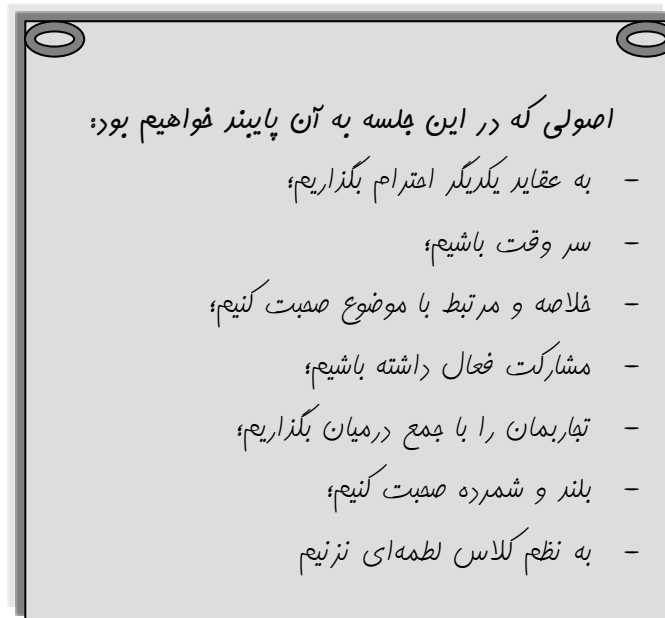 اصولی که در این جلسه به آن پایبند خواهیم بود:
- به عقاید یکدیگر احترام بگذاریم؛
- سر وقت باشیم؛
- خلاصه و مرتبط با موضوع صحبت کنیم؛
- مشارکت فعال داشته باشیم؛
- تجاربمان را با جمع درمیان بگذاریم؛
- بلند و شمرده صحبت کنیم؛
- به نظم کلاس لطمه‌ای نزنیم